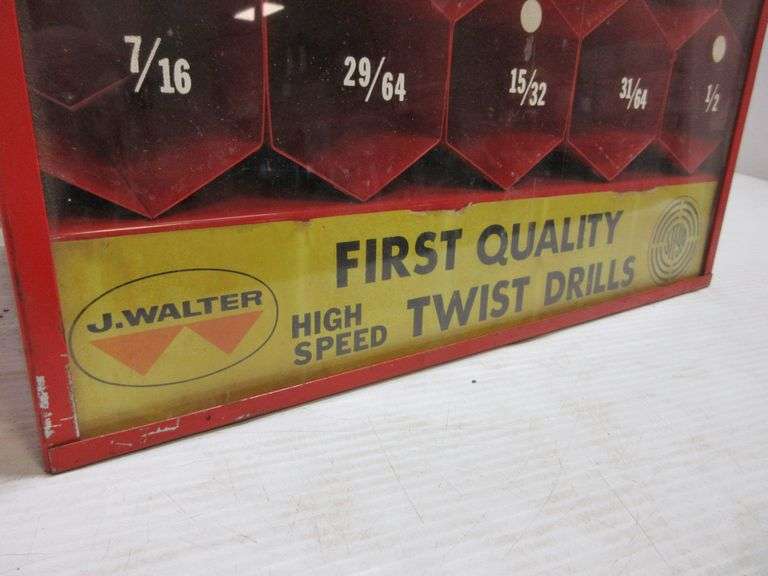 7/16 29/64 15/32 31/64 1/2
FIRST QUALITY
J.WALTER
HIGH SPEED TWIST DRILLS